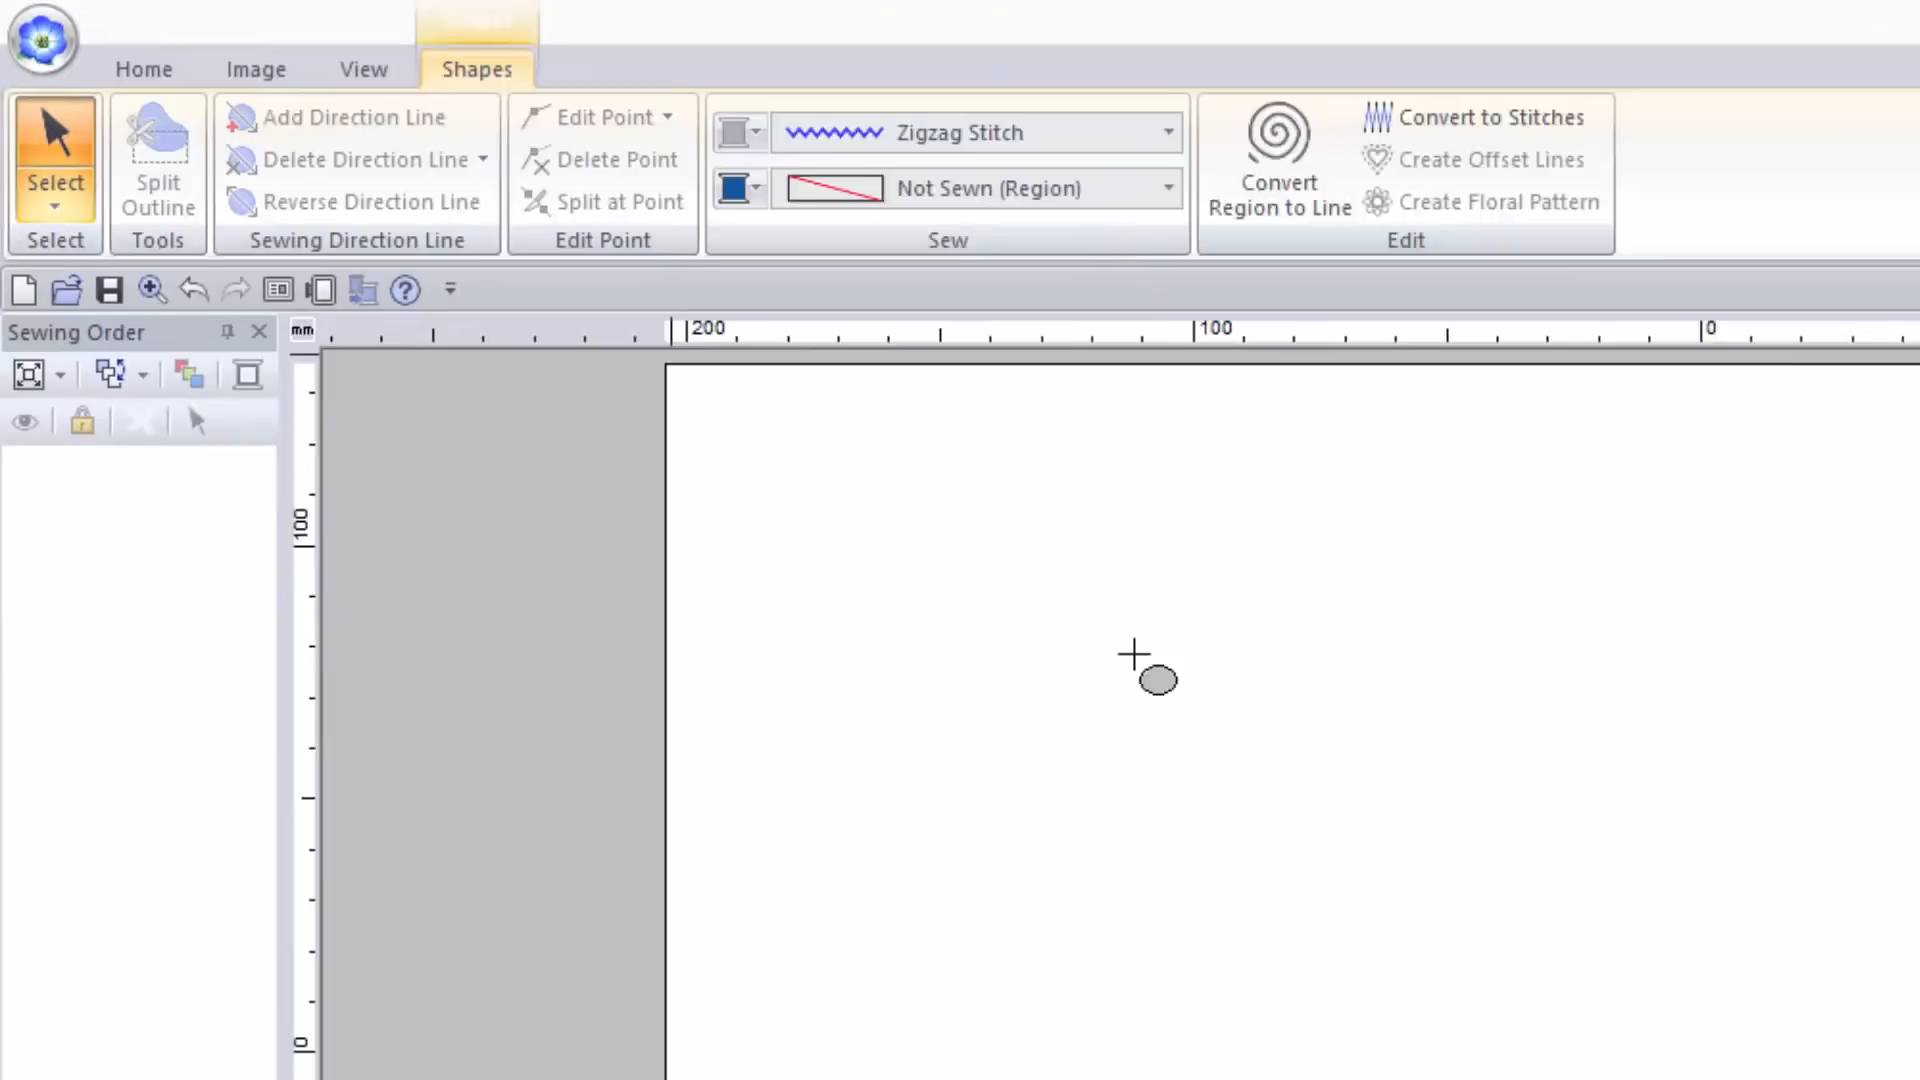 Home Image View Shapes
Add Direction Line
Delete Direction Line
Reverse Direction Line
Edit Point
Delete Point
Split at Point
Zigzag Stitch
Not Sewn (Region)
Convert to Stitches
Create Offset Lines
Create Floral Pattern
Select
Split
Outline
Convert
Region to Line
Select Tools Sewing Direction Line Edit Point Sew Edit
Sewing Order
mm 200 100 0
100
0